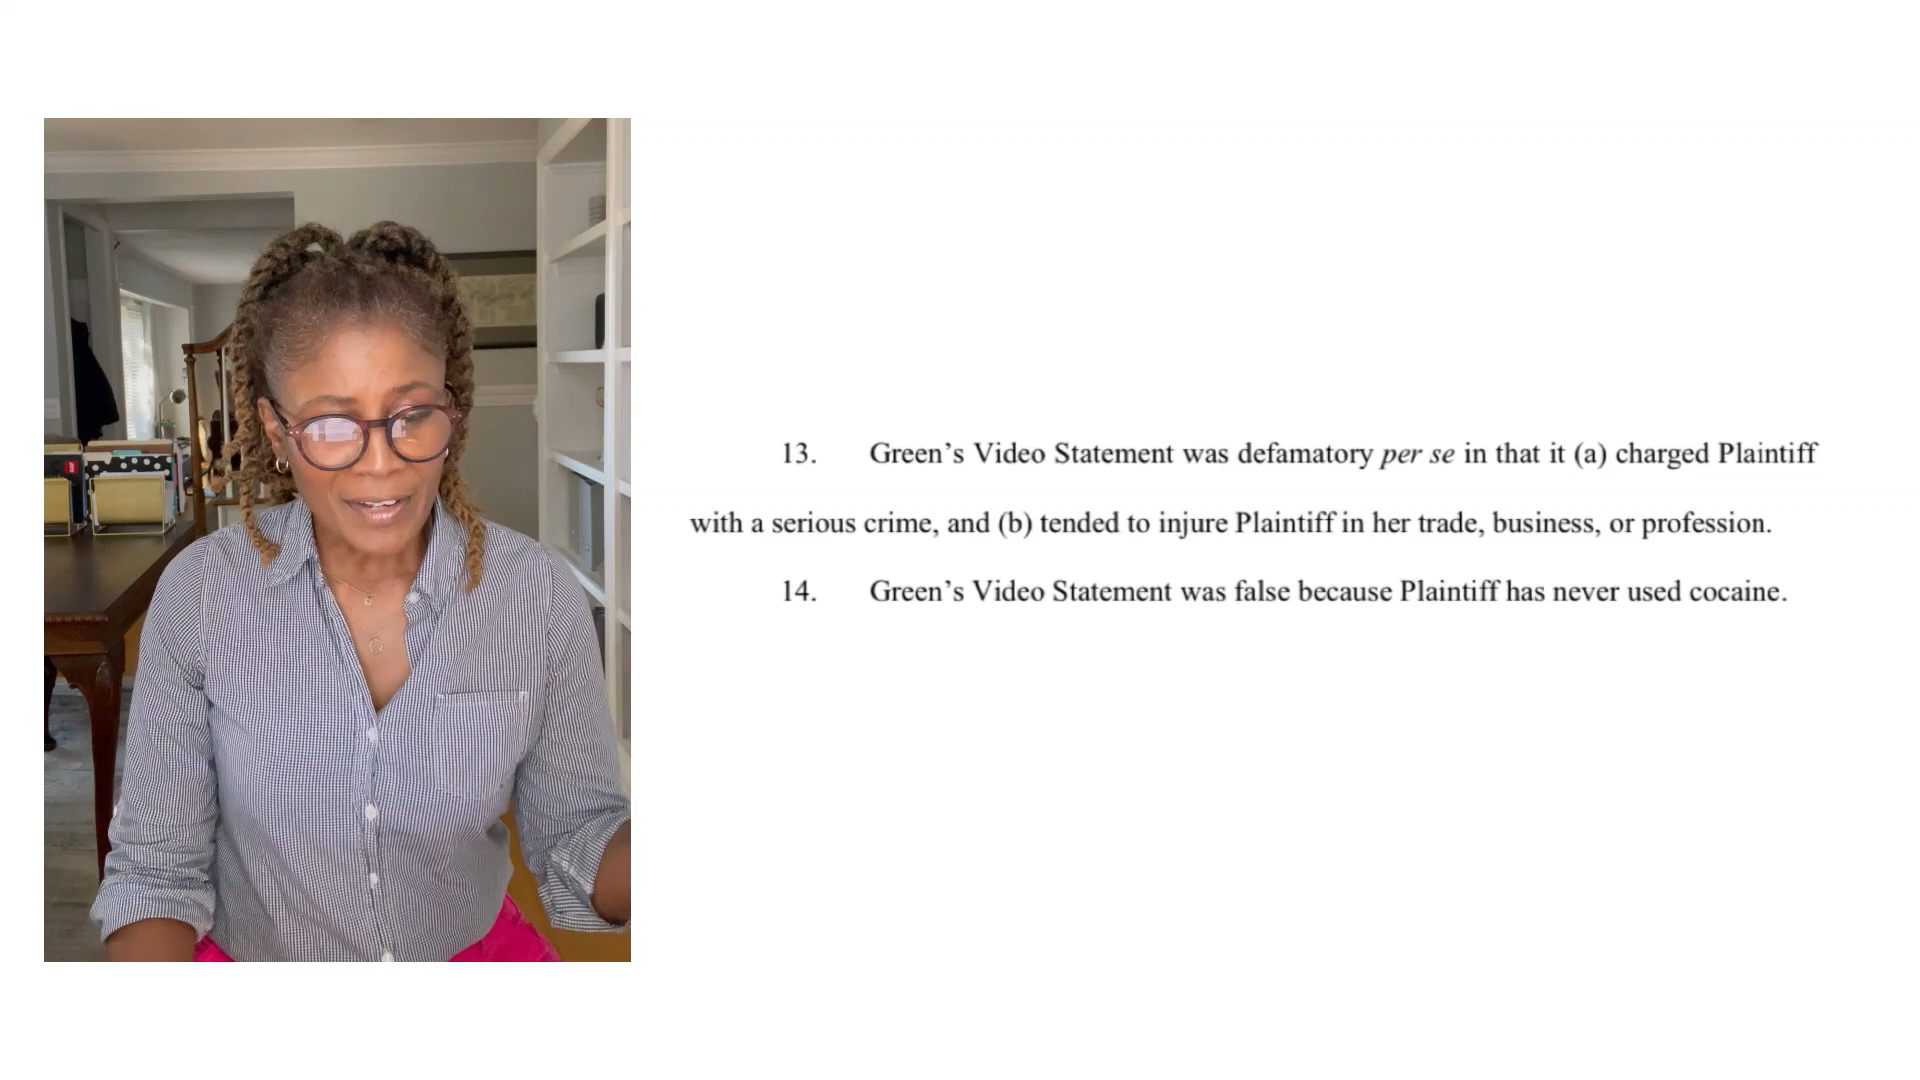 13. Green’s Video Statement was defamatory per se in that it (a) charged Plaintiff
with a serious crime, and (b) tended to injure Plaintiff in her trade, business, or profession.
14. Green’s Video Statement was false because Plaintiff has never used cocaine.